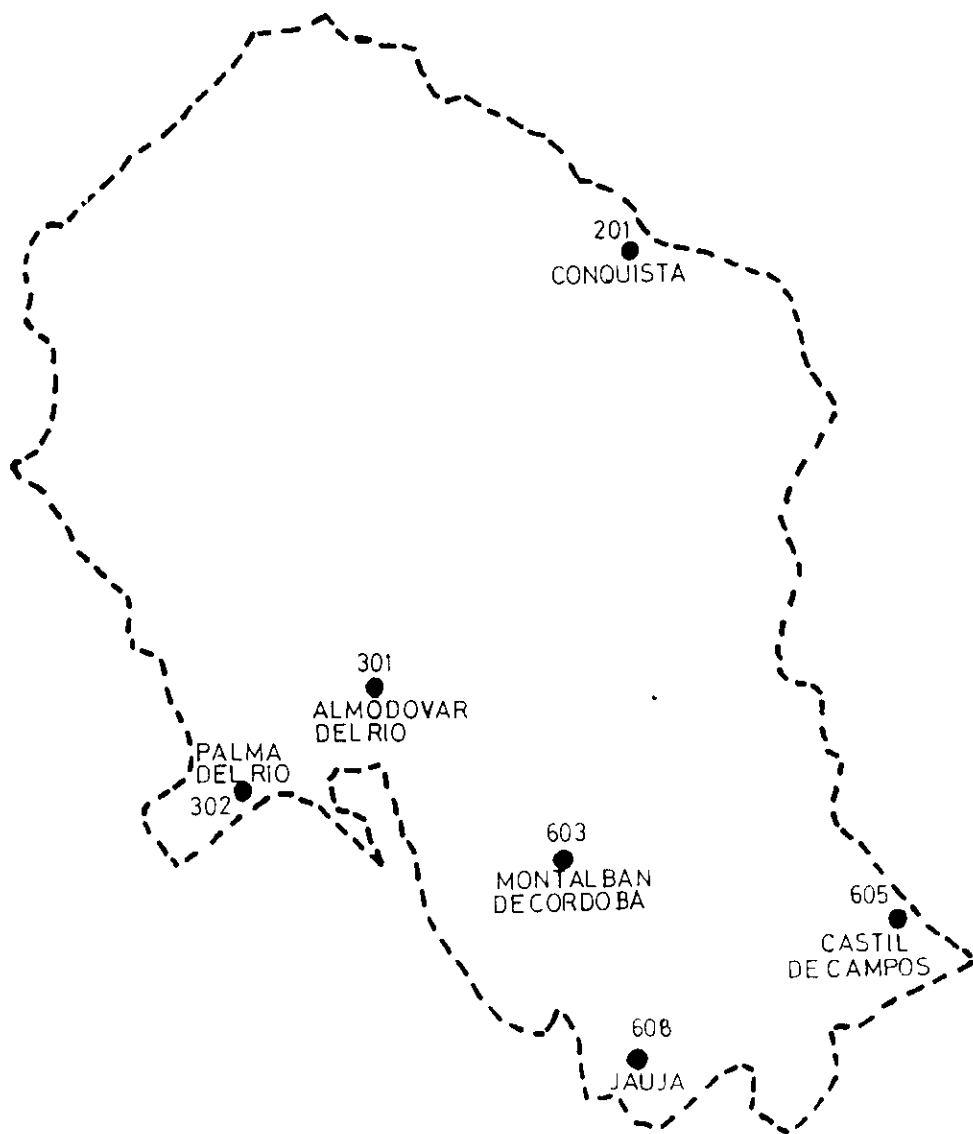 201
CONQUISTA
301
ALMODOVAR
DEL RIO
PALMA
DEL RIO
302
603
MONTALBAN
DE CORDOBA
605
CASTIL
DE CAMPOS
608
JAUJA